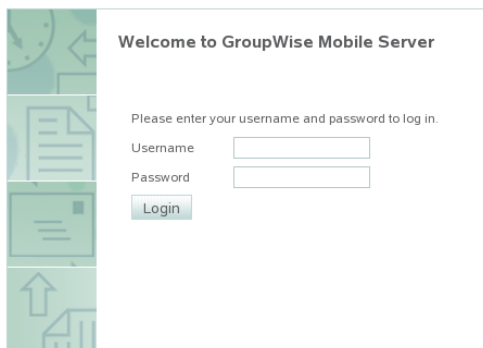 Welcome to GroupWise Mobile Server
Please enter your username and password to log in.
Username
Password
Login